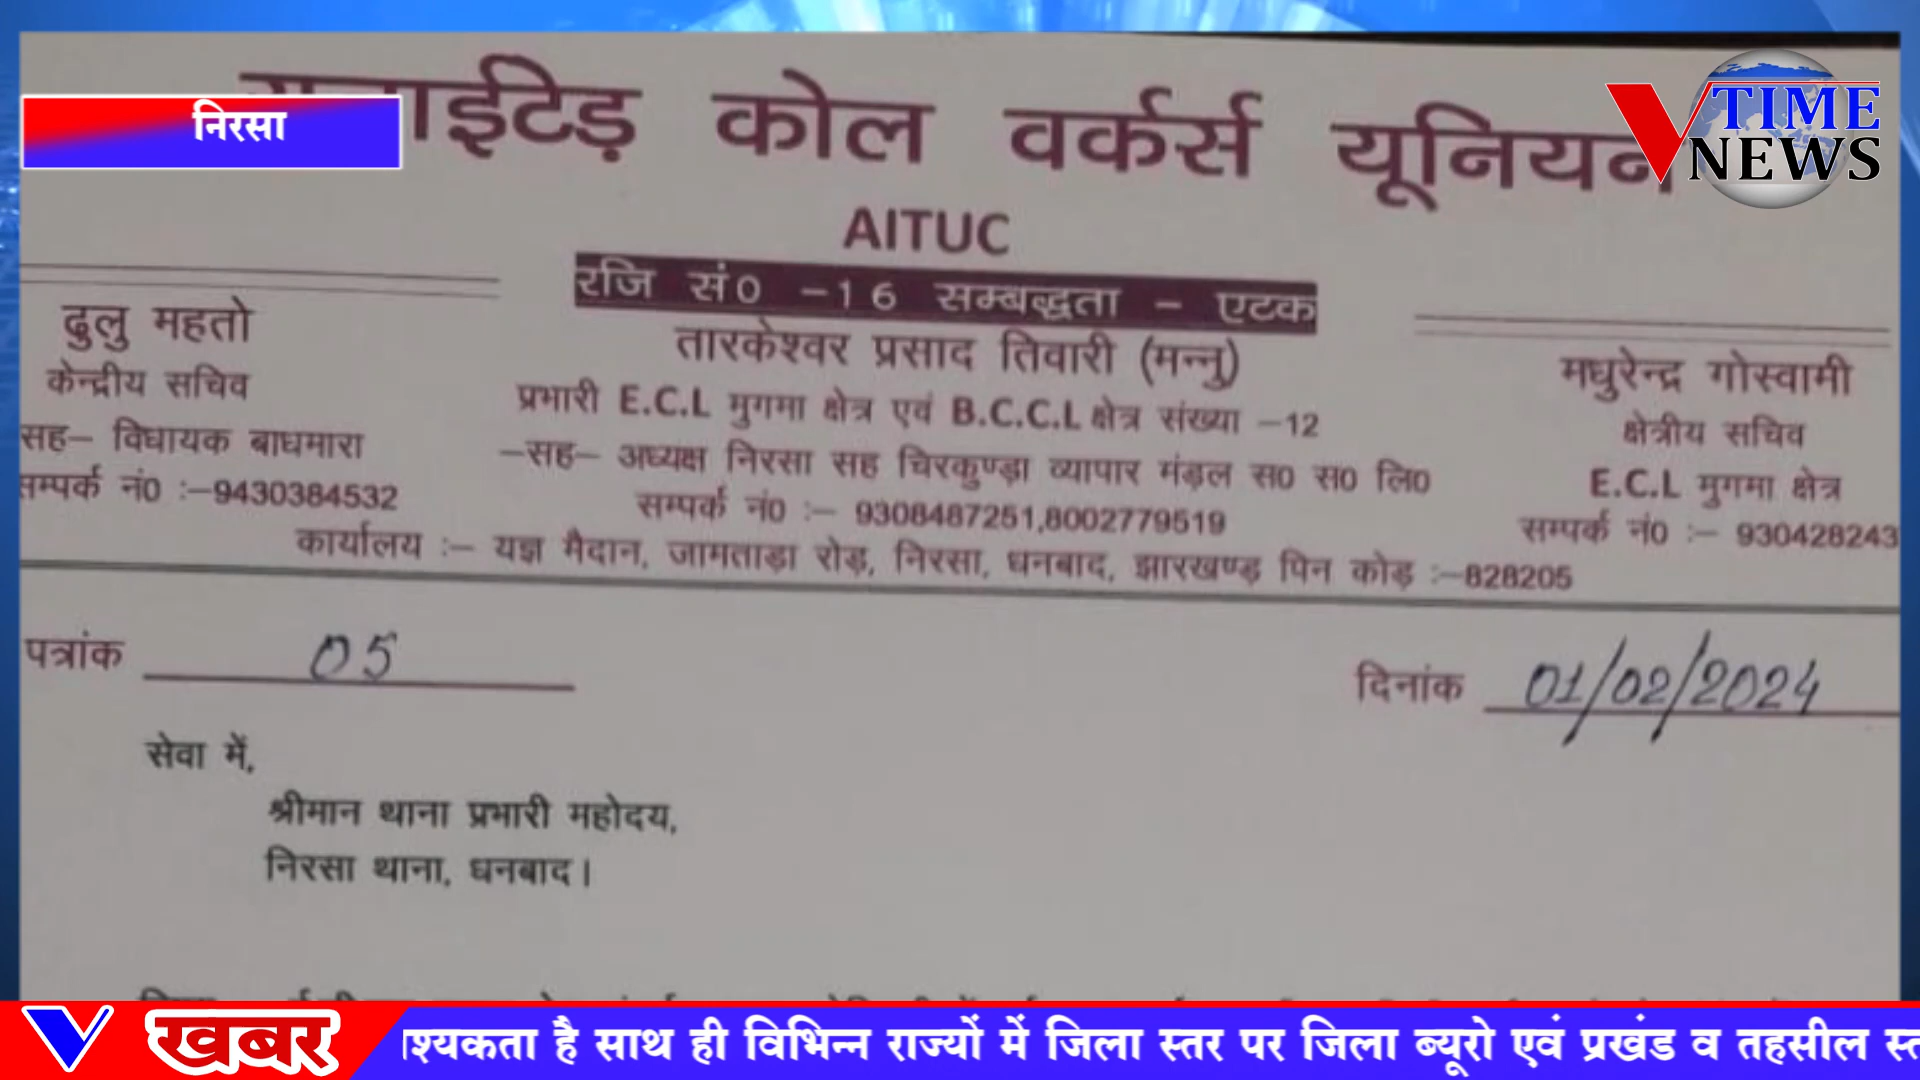 निरसा
कोल वर्कर्स यूनियन
V TIME NEWS
AITUC
रजि सं0 -16 सम्बद्धता - एटक
ढुलु महतो
केन्द्रीय सचिव
सह- विधायक बाघमारा
सम्पर्क नं0 :-9430384532
तारकेश्वर प्रसाद तिवारी (मन्नु)
प्रभारी E.C.L मुगमा क्षेत्र एवं B.C.C.L क्षेत्र संख्या -12
-सह- अध्यक्ष निरसा सह चिरकुण्डा व्यापार मंडल स0 स0 लि0
सम्पर्क नं0 :- 9308487251,8002779519
मधुरेन्द्र गोस्वामी
क्षेत्रीय सचिव
E.C.L मुगमा क्षेत्र
सम्पर्क नं0 :- 930428243
कार्यालय :- यज्ञ मैदान, जामताड़ा रोड़, निरसा, धनबाद, झारखण्ड़ पिन कोड़ :-828205
पत्रांक 05
दिनांक 01/02/2024
सेवा में,
श्रीमान थाना प्रभारी महोदय,
निरसा थाना, धनबाद।
V खबर
श्यकता है साथ ही विभिन्न राज्यों में जिला स्तर पर जिला ब्यूरो एवं प्रखंड व तहसील स्त